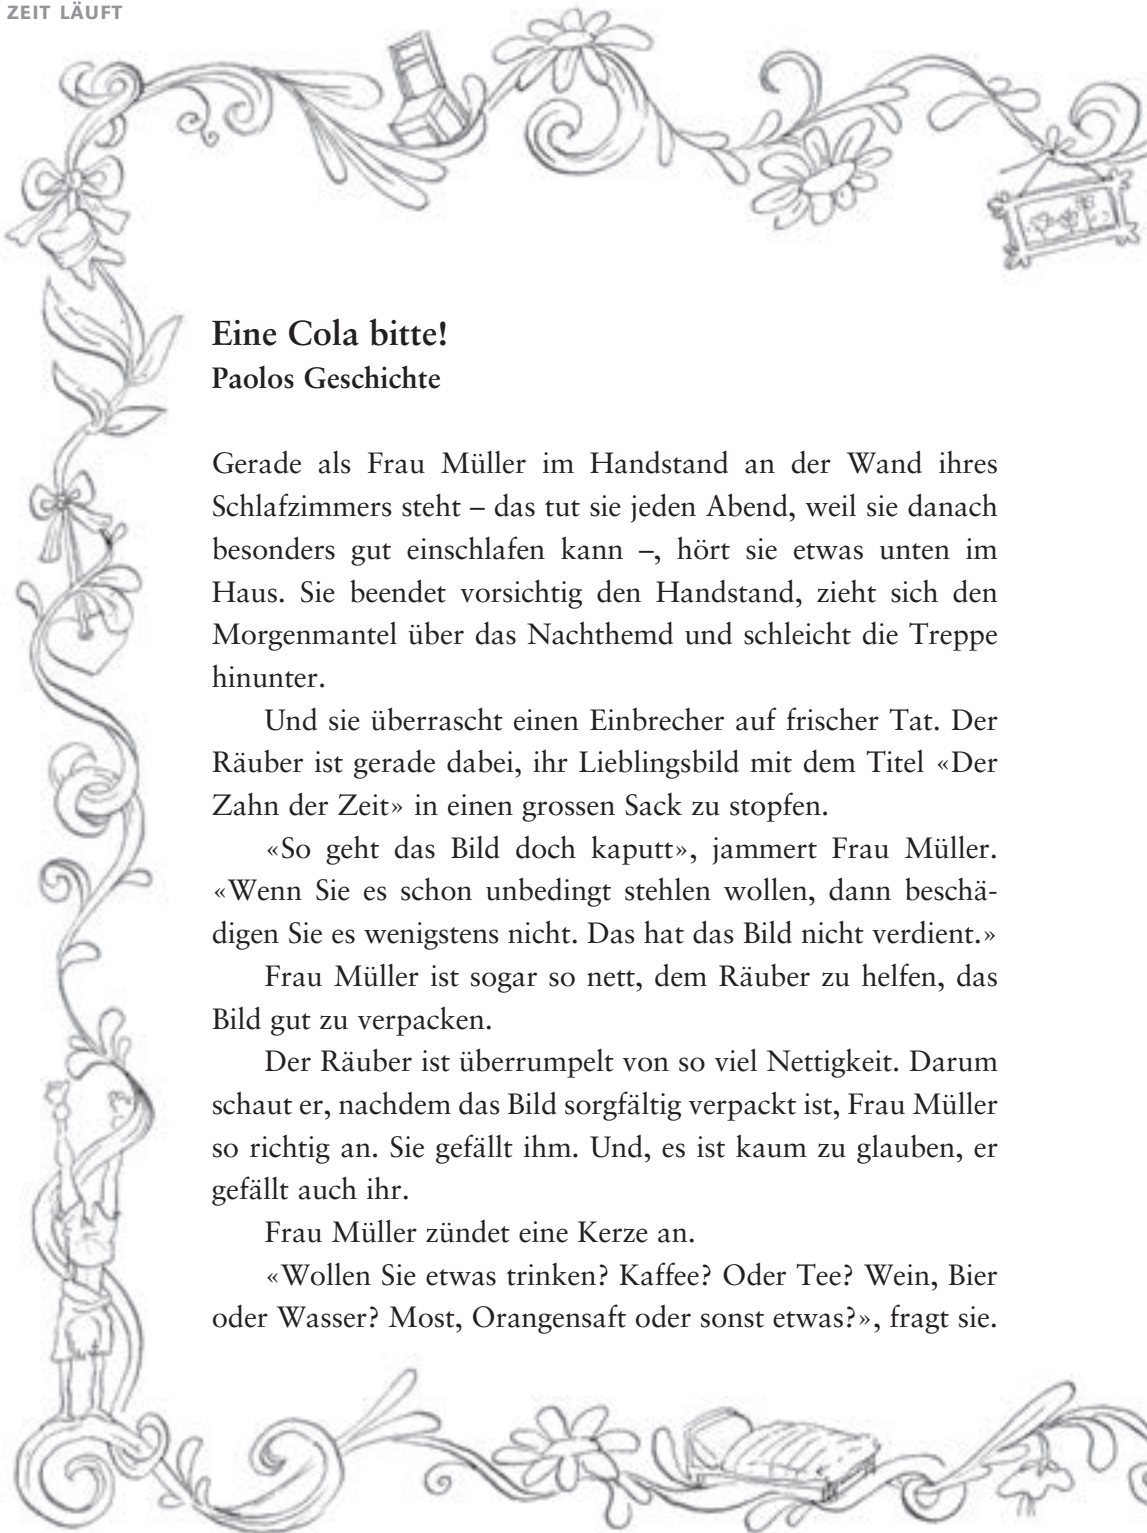 ZEIT LÄUFT
Eine Cola bitte!
Paolos Geschichte
Gerade als Frau Müller im Handstand an der Wand ihres
Schlafzimmers steht – das tut sie jeden Abend, weil sie danach
besonders gut einschlafen kann –, hört sie etwas unten im
Haus. Sie beendet vorsichtig den Handstand, zieht sich den
Morgenmantel über das Nachthemd und schleicht die Treppe
hinunter.
Und sie überrascht einen Einbrecher auf frischer Tat. Der
Räuber ist gerade dabei, ihr Lieblingsbild mit dem Titel «Der
Zahn der Zeit» in einen grossen Sack zu stopfen.
«So geht das Bild doch kaputt», jammert Frau Müller.
«Wenn Sie es schon unbedingt stehlen wollen, dann beschä-
digen Sie es wenigstens nicht. Das hat das Bild nicht verdient.»
Frau Müller ist sogar so nett, dem Räuber zu helfen, das
Bild gut zu verpacken.
Der Räuber ist überrumpelt von so viel Nettigkeit. Darum
schaut er, nachdem das Bild sorgfältig verpackt ist, Frau Müller
so richtig an. Sie gefällt ihm. Und, es ist kaum zu glauben, er
gefällt auch ihr.
Frau Müller zündet eine Kerze an.
«Wollen Sie etwas trinken? Kaffee? Oder Tee? Wein, Bier
oder Wasser? Most, Orangensaft oder sonst etwas?», fragt sie.